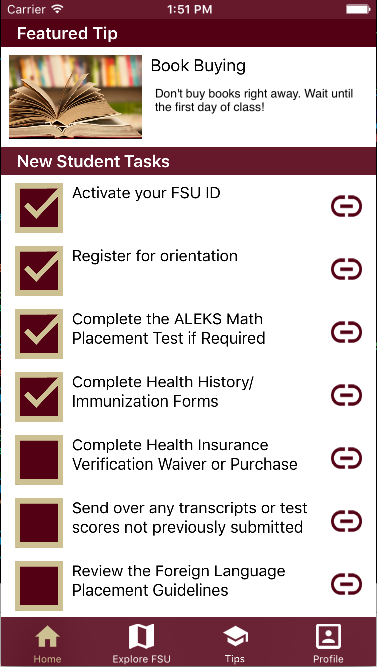 Carrier 1:51 PM
Featured Tip
Book Buying
Don't buy books right away. Wait until
the first day of class!
New Student Tasks
Activate your FSU ID
Register for orientation
Complete the ALEKS Math
Placement Test if Required
Complete Health History/
Immunization Forms
Complete Health Insurance
Verification Waiver or Purchase
Send over any transcripts or test
scores not previously submitted
Review the Foreign Language
Placement Guidelines
Home Explore FSU Tips Profile